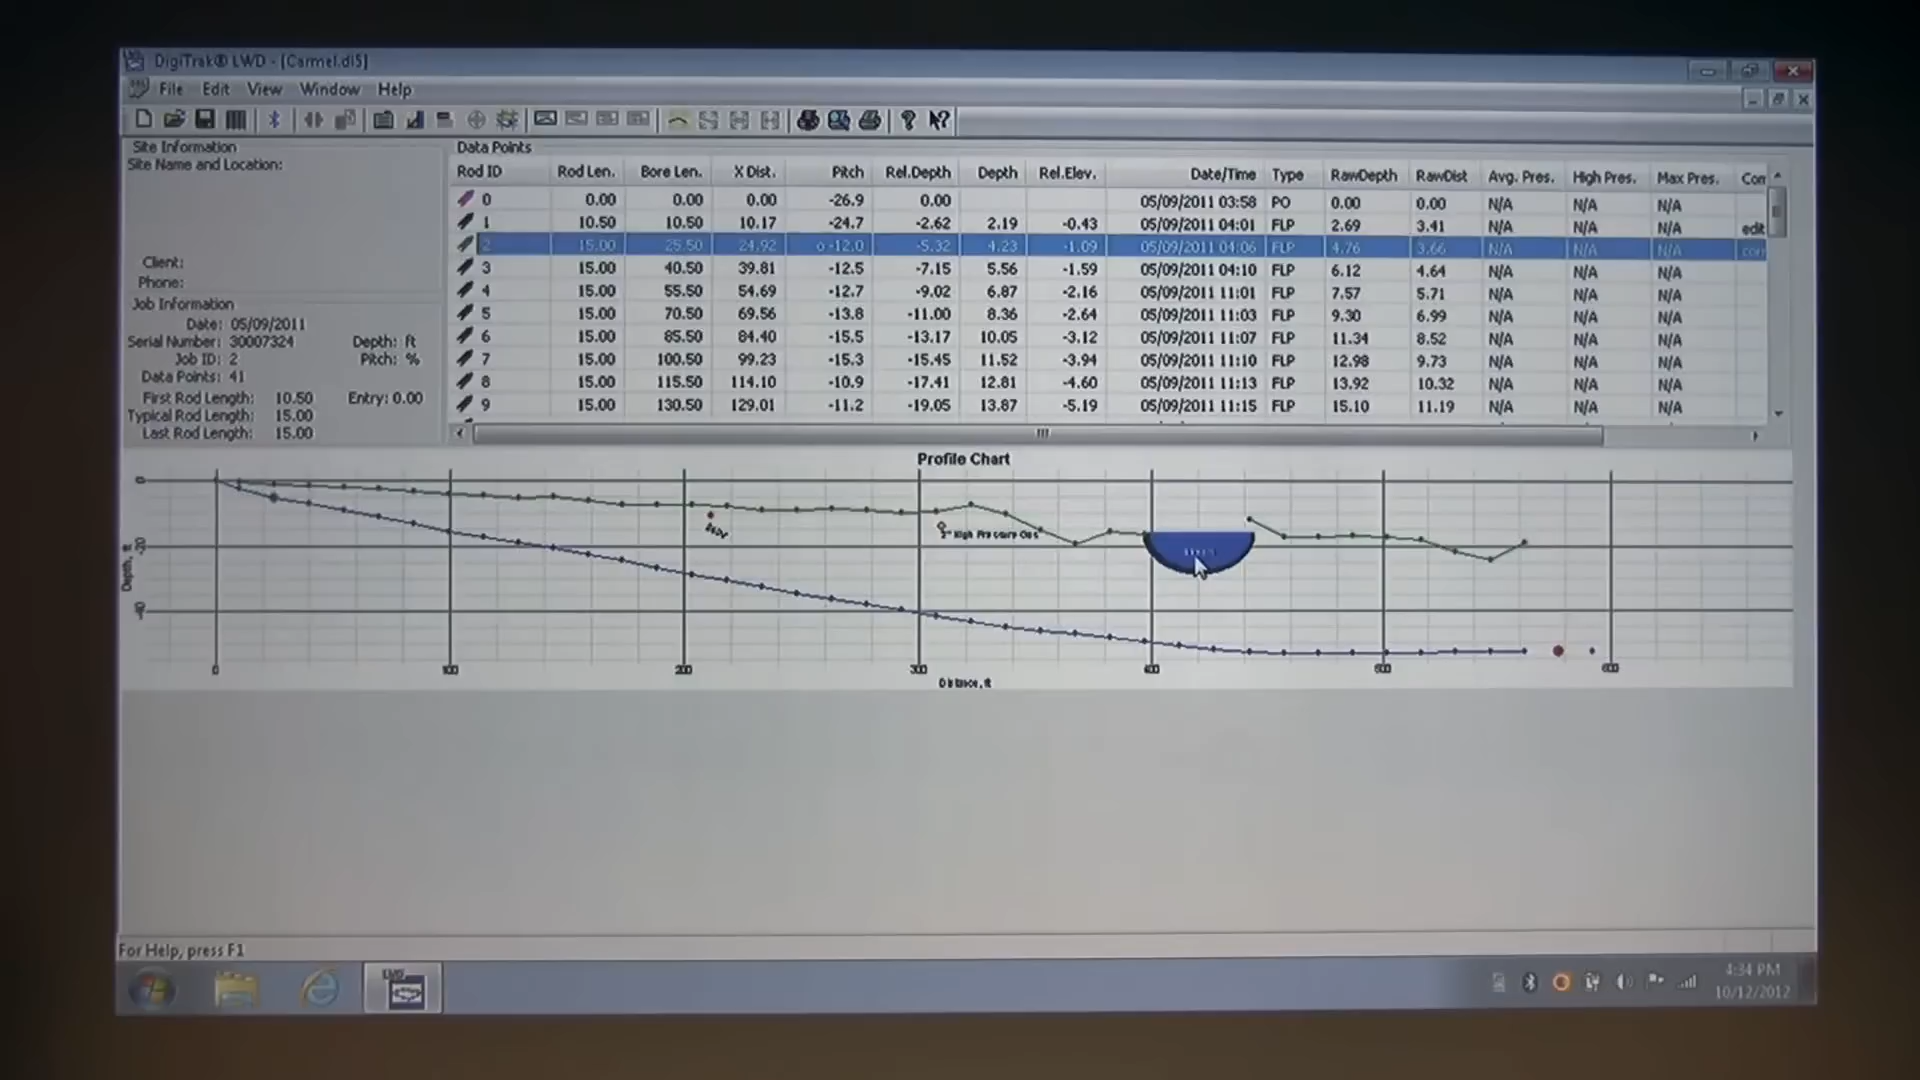 DigiTrak® LWD - [Carmel.dl5]
File Edit View Window Help
Site Information
Site Name and Location:
Client:
Phone:
Job Information
Date: 05/09/2011
Serial Number: 30007324 Depth: ft
Job ID: 2 Pitch: %
Data Points: 41
First Rod Length: 10.50 Entry: 0.00
Typical Rod Length: 15.00
Last Rod Length: 15.00
Data Points
Rod ID Rod Len. Bore Len. X Dist. Pitch Rel.Depth Depth Rel.Elev. Date/Time Type RawDepth RawDist Avg. Pres. High Pres. Max Pres. Com
0 0.00 0.00 0.00 -26.9 0.00 05/09/2011 03:58 PO 0.00 0.00 N/A N/A N/A
1 10.50 10.50 10.17 -24.7 -2.62 2.19 -0.43 05/09/2011 04:01 FLP 2.69 3.41 N/A N/A N/A edit
2 15.00 25.50 24.92 o -12.0 -5.32 4.23 -1.09 05/09/2011 04:06 FLP 4.76 3.66 N/A N/A N/A com
3 15.00 40.50 39.81 -12.5 -7.15 5.56 -1.59 05/09/2011 04:10 FLP 6.12 4.64 N/A N/A N/A
4 15.00 55.50 54.69 -12.7 -9.02 6.87 -2.16 05/09/2011 11:01 FLP 7.57 5.71 N/A N/A N/A
5 15.00 70.50 69.56 -13.8 -11.00 8.36 -2.64 05/09/2011 11:03 FLP 9.30 6.99 N/A N/A N/A
6 15.00 85.50 84.40 -15.5 -13.17 10.05 -3.12 05/09/2011 11:07 FLP 11.34 8.52 N/A N/A N/A
7 15.00 100.50 99.23 -15.3 -15.45 11.52 -3.94 05/09/2011 11:10 FLP 12.98 9.73 N/A N/A N/A
8 15.00 115.50 114.10 -10.9 -17.41 12.81 -4.60 05/09/2011 11:13 FLP 13.92 10.32 N/A N/A N/A
9 15.00 130.50 129.01 -11.2 -19.05 13.87 -5.19 05/09/2011 11:15 FLP 15.10 11.19 N/A N/A N/A
Profile Chart
0
-20
-40
Depth, ft
High Pressure Gas
0 100 200 300 400 500 600
Distance, ft
For Help, press F1
LWD
4:34 PM
10/12/2012